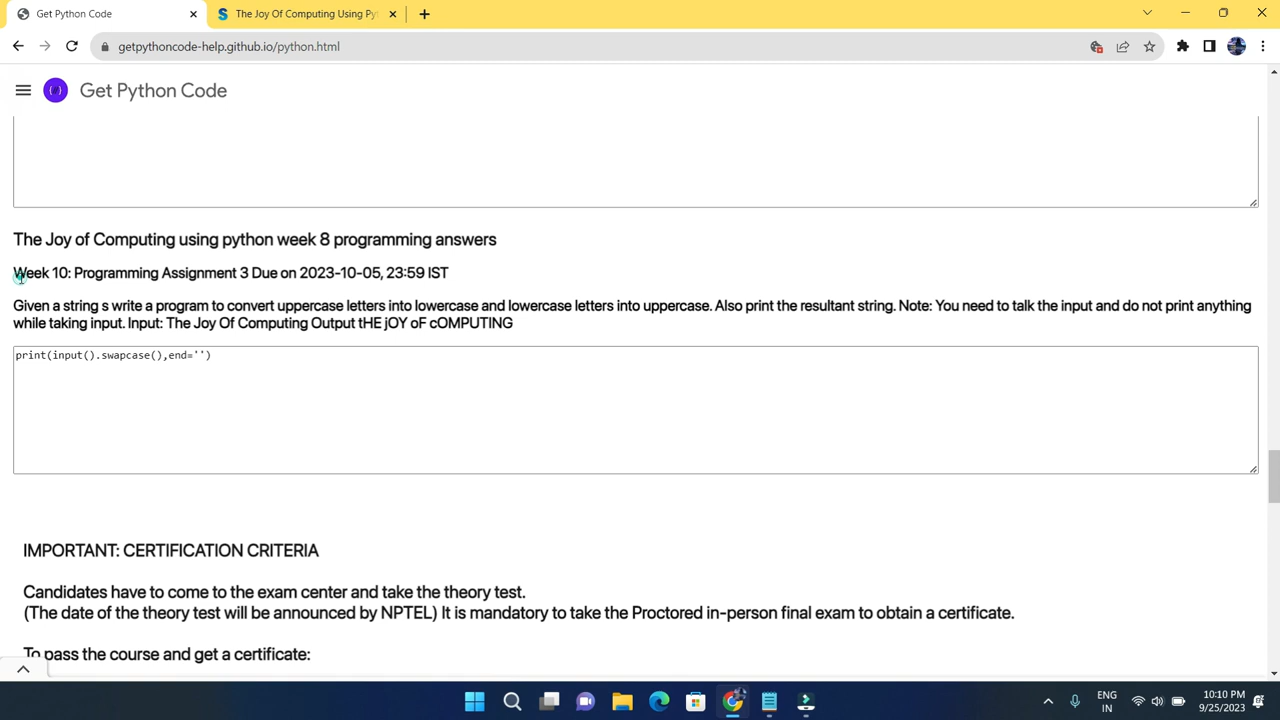 Get Python Code
The Joy Of Computing Using Py
getpythoncode-help.github.io/python.html
Get Python Code
The Joy of Computing using python week 8 programming answers
Week 10: Programming Assignment 3 Due on 2023-10-05, 23:59 IST
Given a string s write a program to convert uppercase letters into lowercase and lowercase letters into uppercase. Also print the resultant string. Note: You need to talk the input and do not print anything
while taking input. Input: The Joy Of Computing Output tHE jOY oF cOMPUTING
print(input().swapcase(),end='')
IMPORTANT: CERTIFICATION CRITERIA
Candidates have to come to the exam center and take the theory test.
(The date of the theory test will be announced by NPTEL) It is mandatory to take the Proctored in-person final exam to obtain a certificate.
To pass the course and get a certificate:
ENG
IN
10:10 PM
9/25/2023